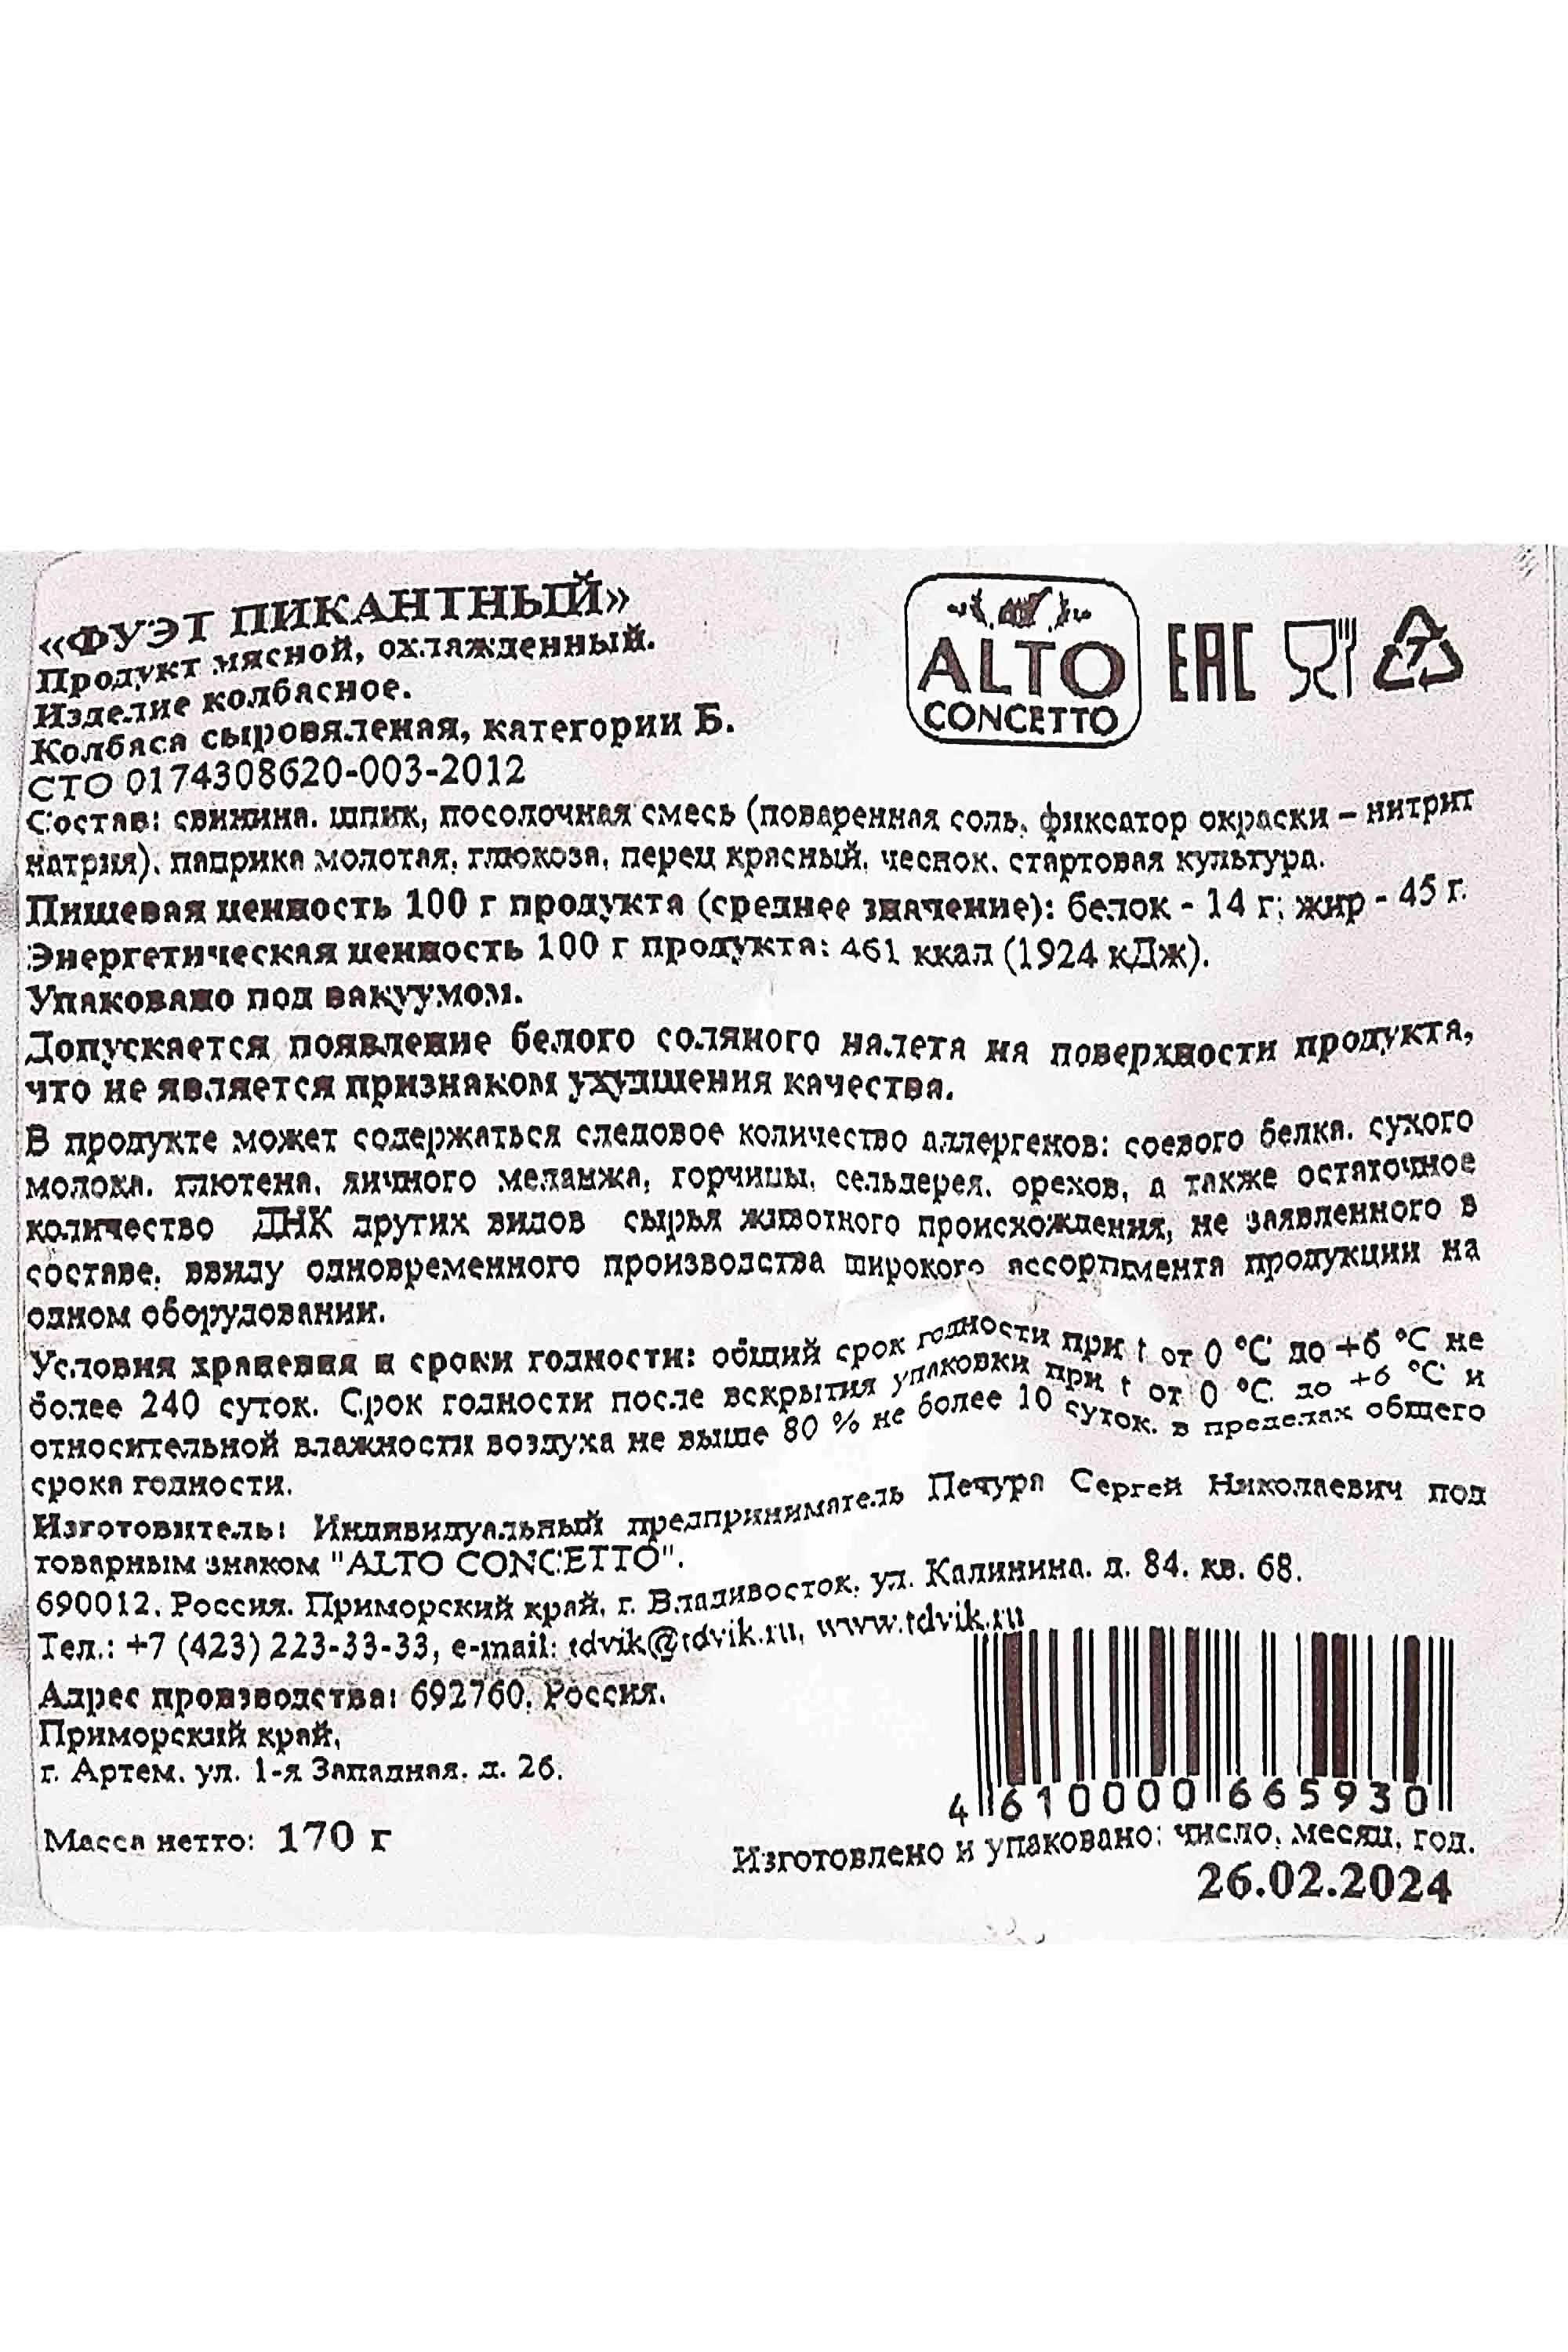 «ФУЭТ ПИКАНТНЫЙ»
Продукт мясной, охлажденный.
Изделие колбасное.
Колбаса сыровяленая, категории Б.
СТО 0174308620-003-2012
ALTO
CONCETTO
EAC
7
Состав: свинина, шпик, посолочная смесь (поваренная соль, фиксатор окраски – нитрит
натрия), паприка молотая, глюкоза, перец красный, чеснок, стартовая культура.
Пищевая ценность 100 г продукта (среднее значение): белок - 14 г; жир - 45 г.
Энергетическая ценность 100 г продукта: 461 ккал (1924 кДж).
Упаковано под вакуумом.
Допускается появление белого соляного налета на поверхности продукта,
что не является признаком ухудшения качества.
В продукте может содержаться следовое количество аллергенов: соевого белка, сухого
молока, глютена, яичного меланжа, горчицы, сельдерея, орехов, а также остаточное
количество ДНК других видов сырья животного происхождения, не заявленного в
составе, ввиду одновременного производства широкого ассортимента продукции на
одном оборудовании.
Условия хранения и сроки годности: общий срок годности при t от 0 °C до +6 °C не
более 240 суток. Срок годности после вскрытия упаковки при t от 0 °C до +6 °C и
относительной влажности воздуха не выше 80 % не более 10 суток, в пределах общего
срока годности.
Изготовитель: Индивидуальный предприниматель Печура Сергей Николаевич под
товарным знаком "ALTO CONCETTO".
690012, Россия, Приморский край, г. Владивосток, ул. Калинина, д. 84, кв. 68.
Тел.: +7 (423) 223-33-33, e-mail: tdvik@tdvik.ru, www.tdvik.ru
Адрес производства: 692760, Россия,
Приморский край,
г. Артем, ул. 1-я Западная, д. 26.
4 610000 665930
Масса нетто: 170 г
Изготовлено и упаковано: число, месяц, год.
26.02.2024